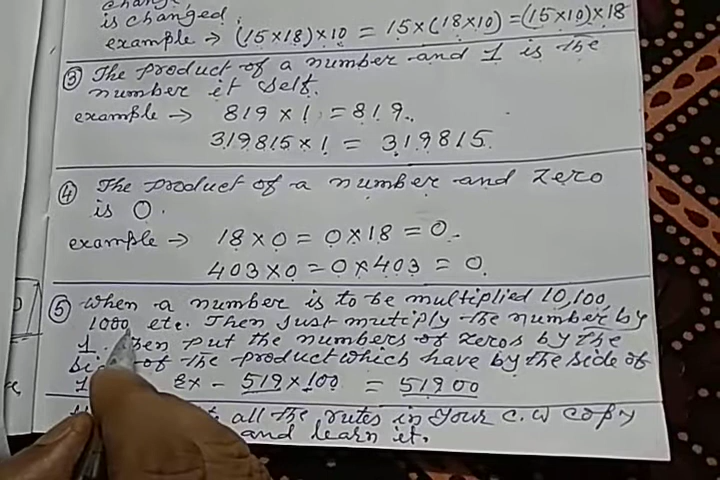 change
is changed.
example → (15×18)×10 = 15×(18×10) = (15×10)×18
③ The product of a number and 1 is the
number it self.
example → 819 × 1 = 819.
319815 × 1 = 319815.
④ The product of a number and zero
is 0.
example → 18 × 0 = 0 × 18 = 0.
403 × 0 = 0 × 403 = 0.
⑤ When a number is to be multiplied 10,100,
1000, etc. Then just mutiply the number by
1. then put the numbers of zeros by the
side of the product which have by the side of
1 Ex - 519 × 100 = 51900
all the rules in your C.W copy
and learn it.